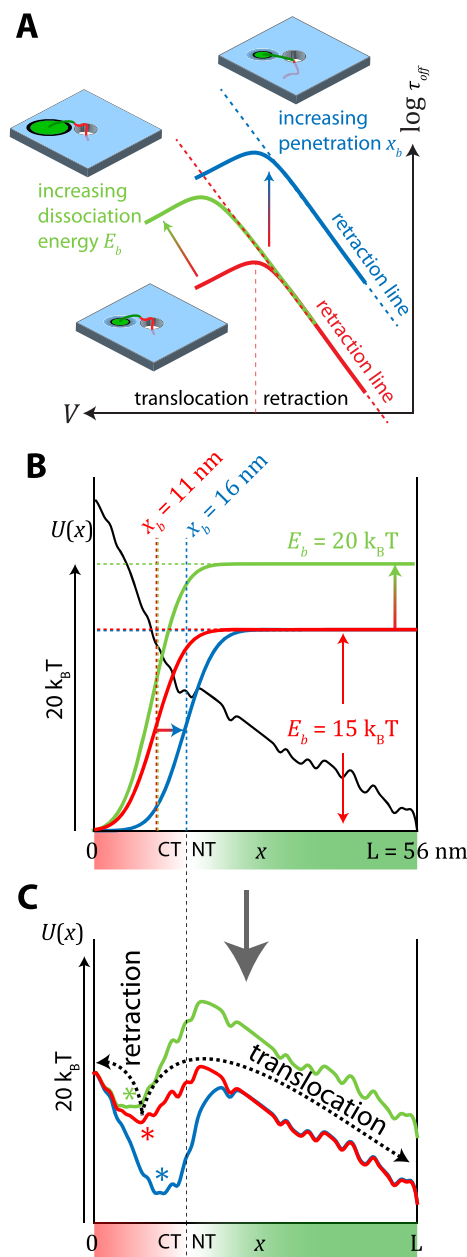 A
log τoff
increasing
penetration xb
increasing
dissociation
energy Eb
retraction line
retraction line
translocation
retraction
V
B
xb = 11 nm
xb = 16 nm
U(x)
Eb = 20 kBT
20 kBT
Eb = 15 kBT
0
CT
NT
x
L = 56 nm
C
U(x)
retraction
translocation
20 kBT
*
*
*
0
CT
NT
x
L